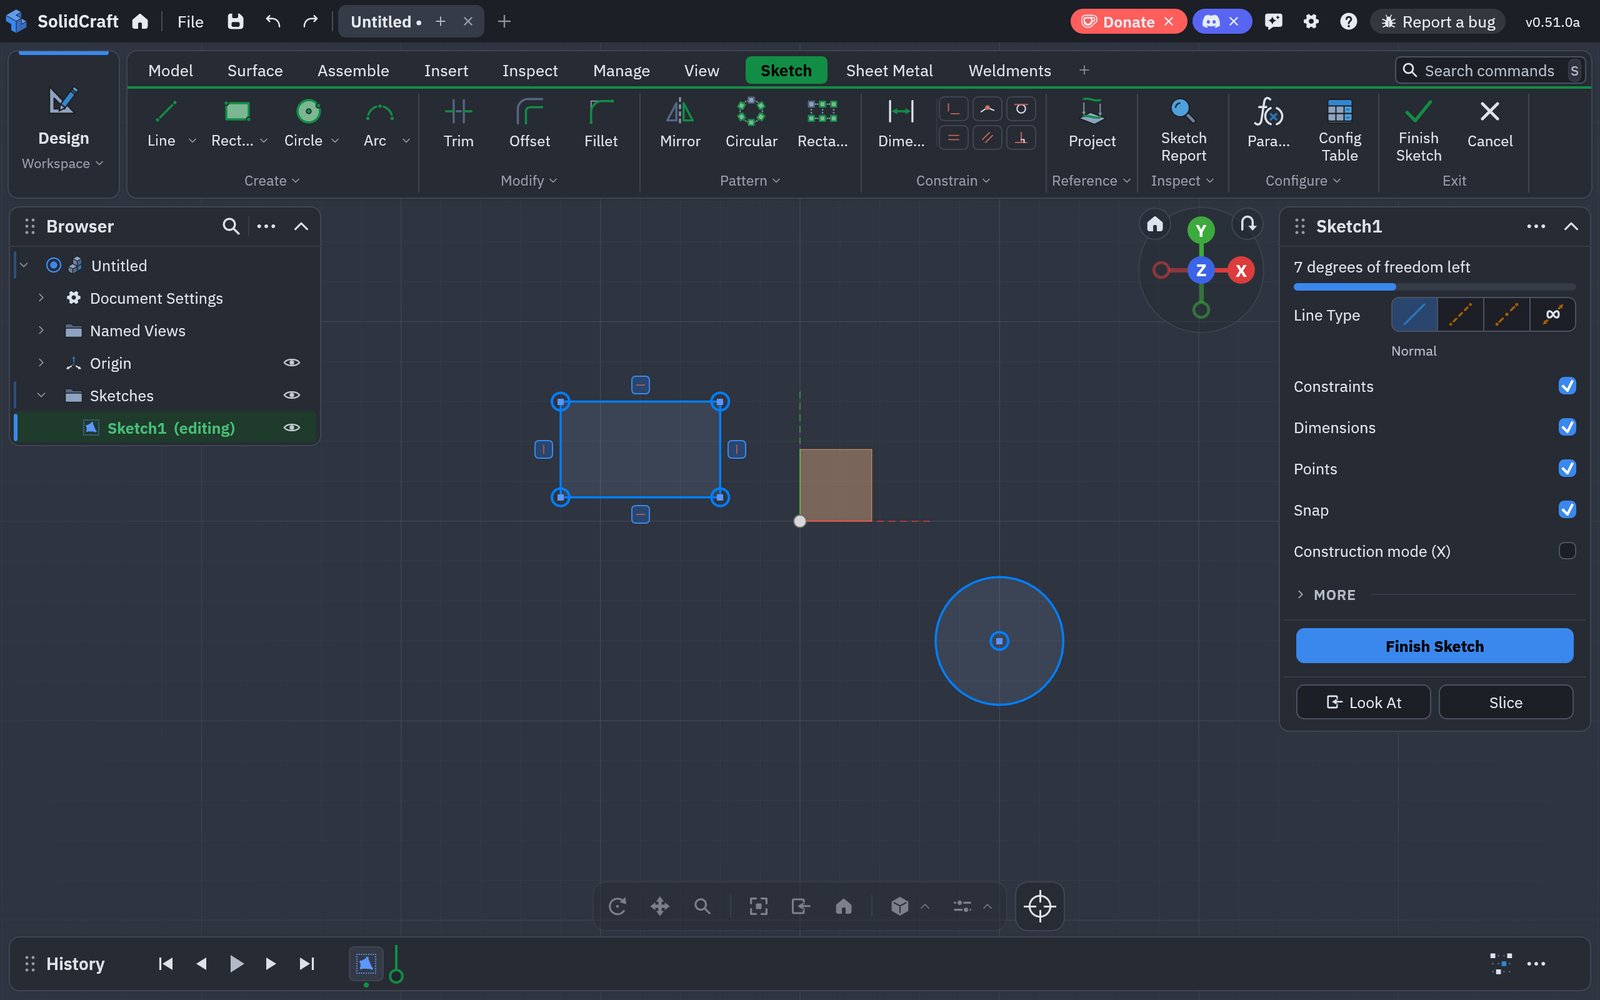 SolidCraft
File
Untitled •
Donate
Report a bug
v0.51.0a
Design
Workspace
Model
Surface
Assemble
Insert
Inspect
Manage
View
Sketch
Sheet Metal
Weldments
Search commands
S
Line
Rect...
Circle
Arc
Trim
Offset
Fillet
Mirror
Circular
Recta...
Dime...
Project
Sketch
Report
Para...
Config
Table
Finish
Sketch
Cancel
Create
Modify
Pattern
Constrain
Reference
Inspect
Configure
Exit
Browser
Untitled
Document Settings
Named Views
Origin
Sketches
Sketch1 (editing)
Y
Z
X
Sketch1
7 degrees of freedom left
Line Type
Normal
Constraints
Dimensions
Points
Snap
Construction mode (X)
MORE
Finish Sketch
Look At
Slice
History